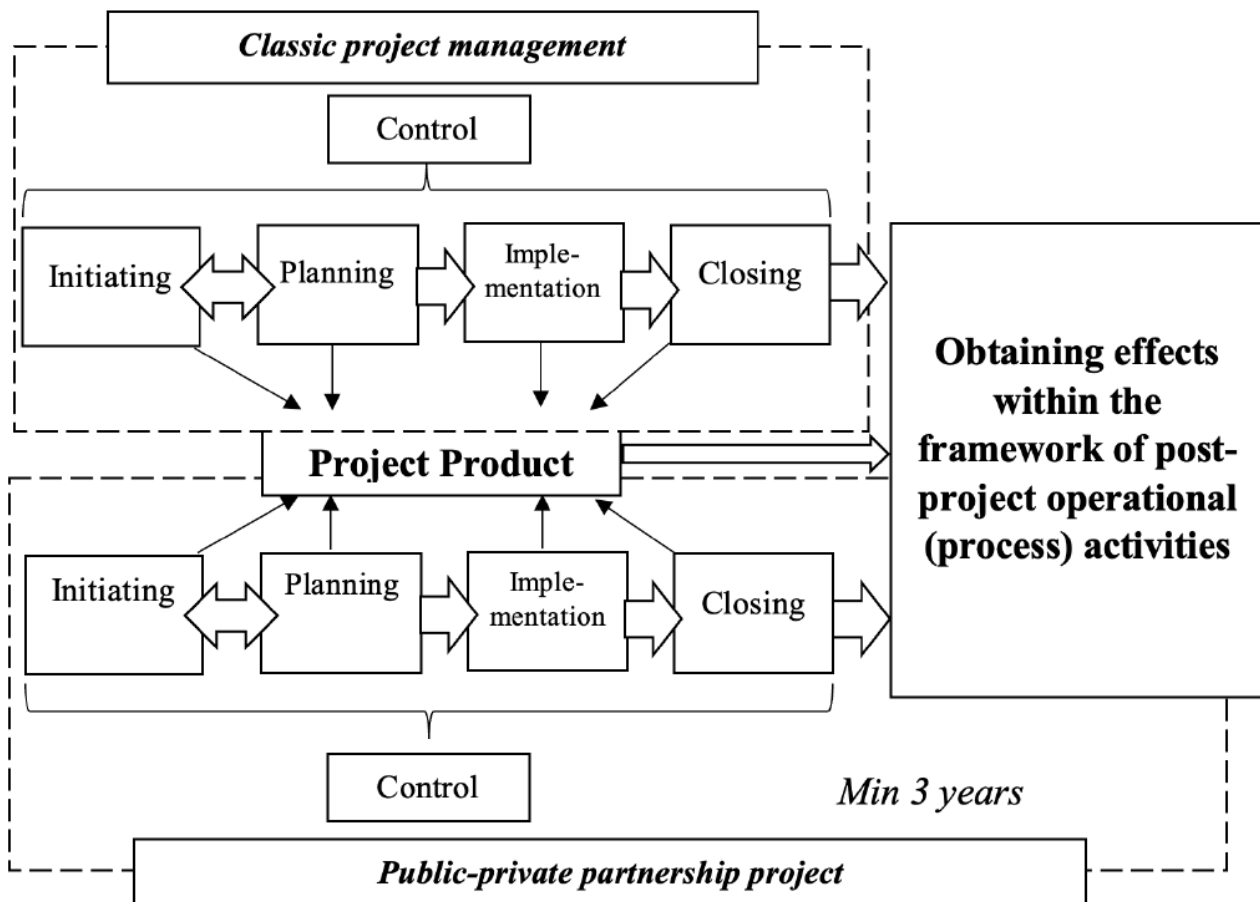 Classic project management
Control
Initiating
Planning
Imple-
mentation
Closing
Obtaining effects
within the
framework of post-
project operational
(process) activities
Project Product
Initiating
Planning
Imple-
mentation
Closing
Control
Min 3 years
Public-private partnership project